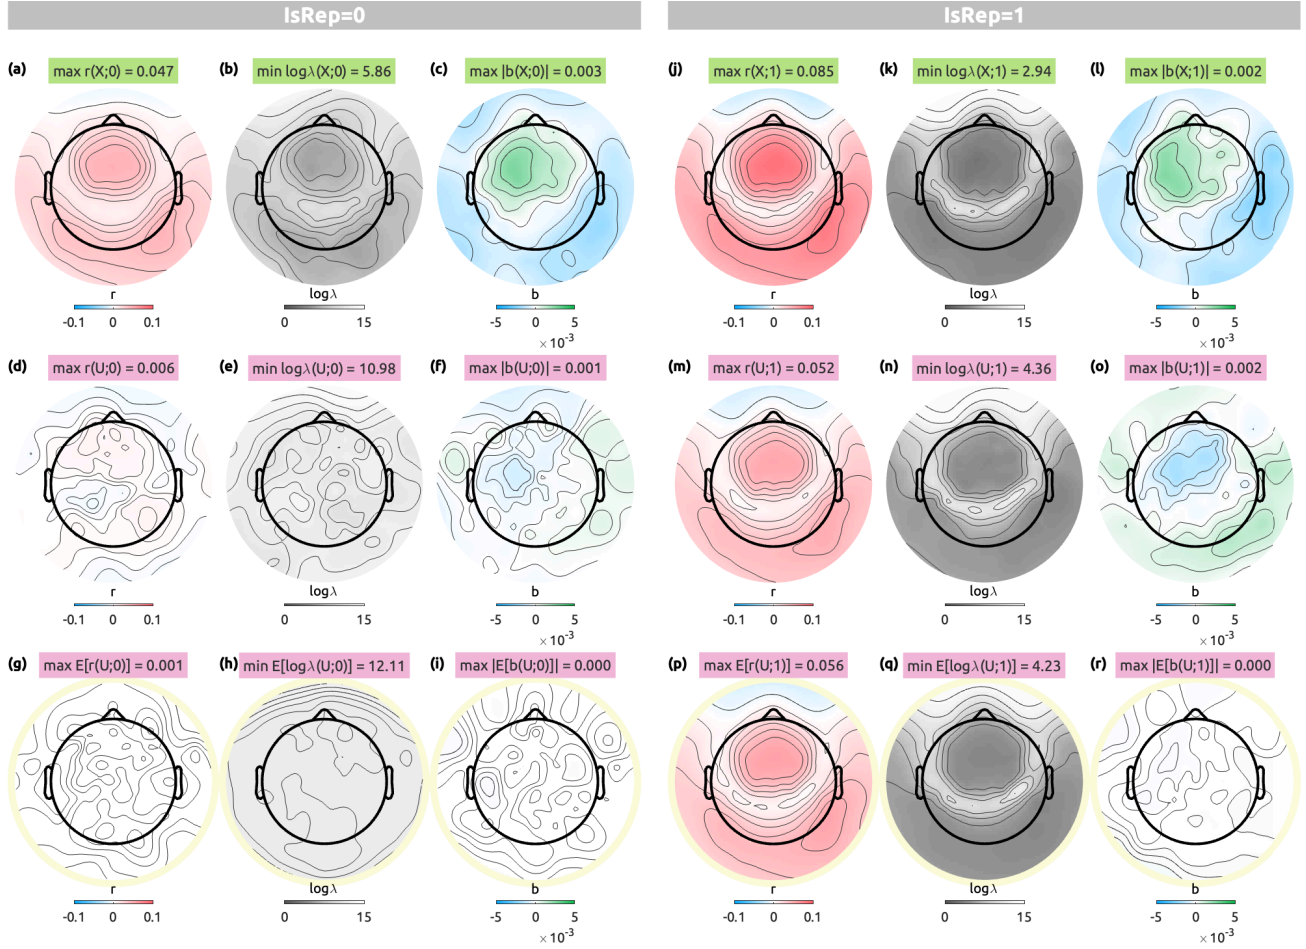 IsRep=0 IsRep=1
(a) max r(X;0) = 0.047 (b) min logλ(X;0) = 5.86 (c) max |b(X;0)| = 0.003 (j) max r(X;1) = 0.085 (k) min logλ(X;1) = 2.94 (l) max |b(X;1)| = 0.002
r logλ b r logλ b
-0.1 0 0.1 0 15 -5 0 5 -0.1 0 0.1 0 15 -5 0 5
× 10⁻³ × 10⁻³
(d) max r(U;0) = 0.006 (e) min logλ(U;0) = 10.98 (f) max |b(U;0)| = 0.001 (m) max r(U;1) = 0.052 (n) min logλ(U;1) = 4.36 (o) max |b(U;1)| = 0.002
r logλ b r logλ b
-0.1 0 0.1 0 15 -5 0 5 -0.1 0 0.1 0 15 -5 0 5
× 10⁻³ × 10⁻³
(g) max E[r(U;0)] = 0.001 (h) min E[logλ(U;0)] = 12.11 (i) max |E[b(U;0)]| = 0.000 (p) max E[r(U;1)] = 0.056 (q) min E[logλ(U;1)] = 4.23 (r) max |E[b(U;1)]| = 0.000
r logλ b r logλ b
-0.1 0 0.1 0 15 -5 0 5 -0.1 0 0.1 0 15 -5 0 5
× 10⁻³ × 10⁻³